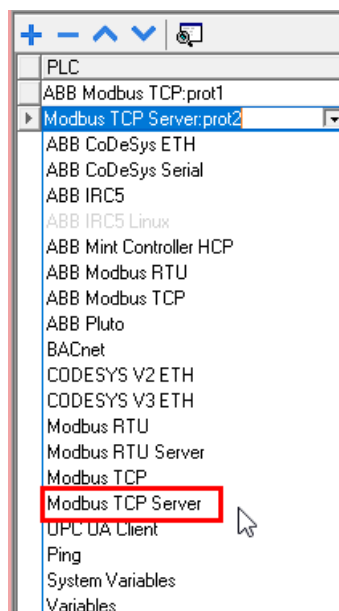 PLC
ABB Modbus TCP:prot1
Modbus TCP Server:prot2
ABB CoDeSys ETH
ABB CoDeSys Serial
ABB IRC5
ABB IRC5 Linux
ABB Mint Controller HCP
ABB Modbus RTU
ABB Modbus TCP
ABB Pluto
BACnet
CODESYS V2 ETH
CODESYS V3 ETH
Modbus RTU
Modbus RTU Server
Modbus TCP
Modbus TCP Server
OPC UA Client
Ping
System Variables
Variables